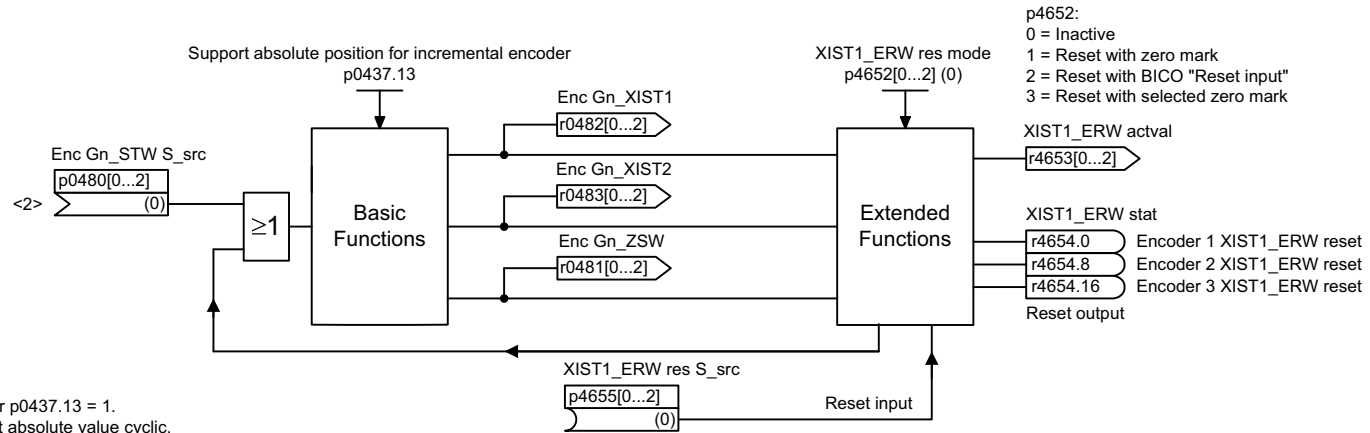 p4652:
0 = Inactive
1 = Reset with zero mark
2 = Reset with BICO "Reset input"
3 = Reset with selected zero mark
Support absolute position for incremental encoder
p0437.13
XIST1_ERW res mode
p4652[0...2] (0)
Enc Gn_XIST1
r0482[0...2]
XIST1_ERW actval
r4653[0...2]
Enc Gn_STW S_src
p0480[0...2]
<2>
(0)
≥1
Basic
Functions
Enc Gn_XIST2
r0483[0...2]
Enc Gn_ZSW
r0481[0...2]
Extended
Functions
XIST1_ERW stat
r4654.0 Encoder 1 XIST1_ERW reset
r4654.8 Encoder 2 XIST1_ERW reset
r4654.16 Encoder 3 XIST1_ERW reset
Reset output
XIST1_ERW res S_src
p4655[0...2]
(0)
Reset input
r p0437.13 = 1.
t absolute value cyclic.